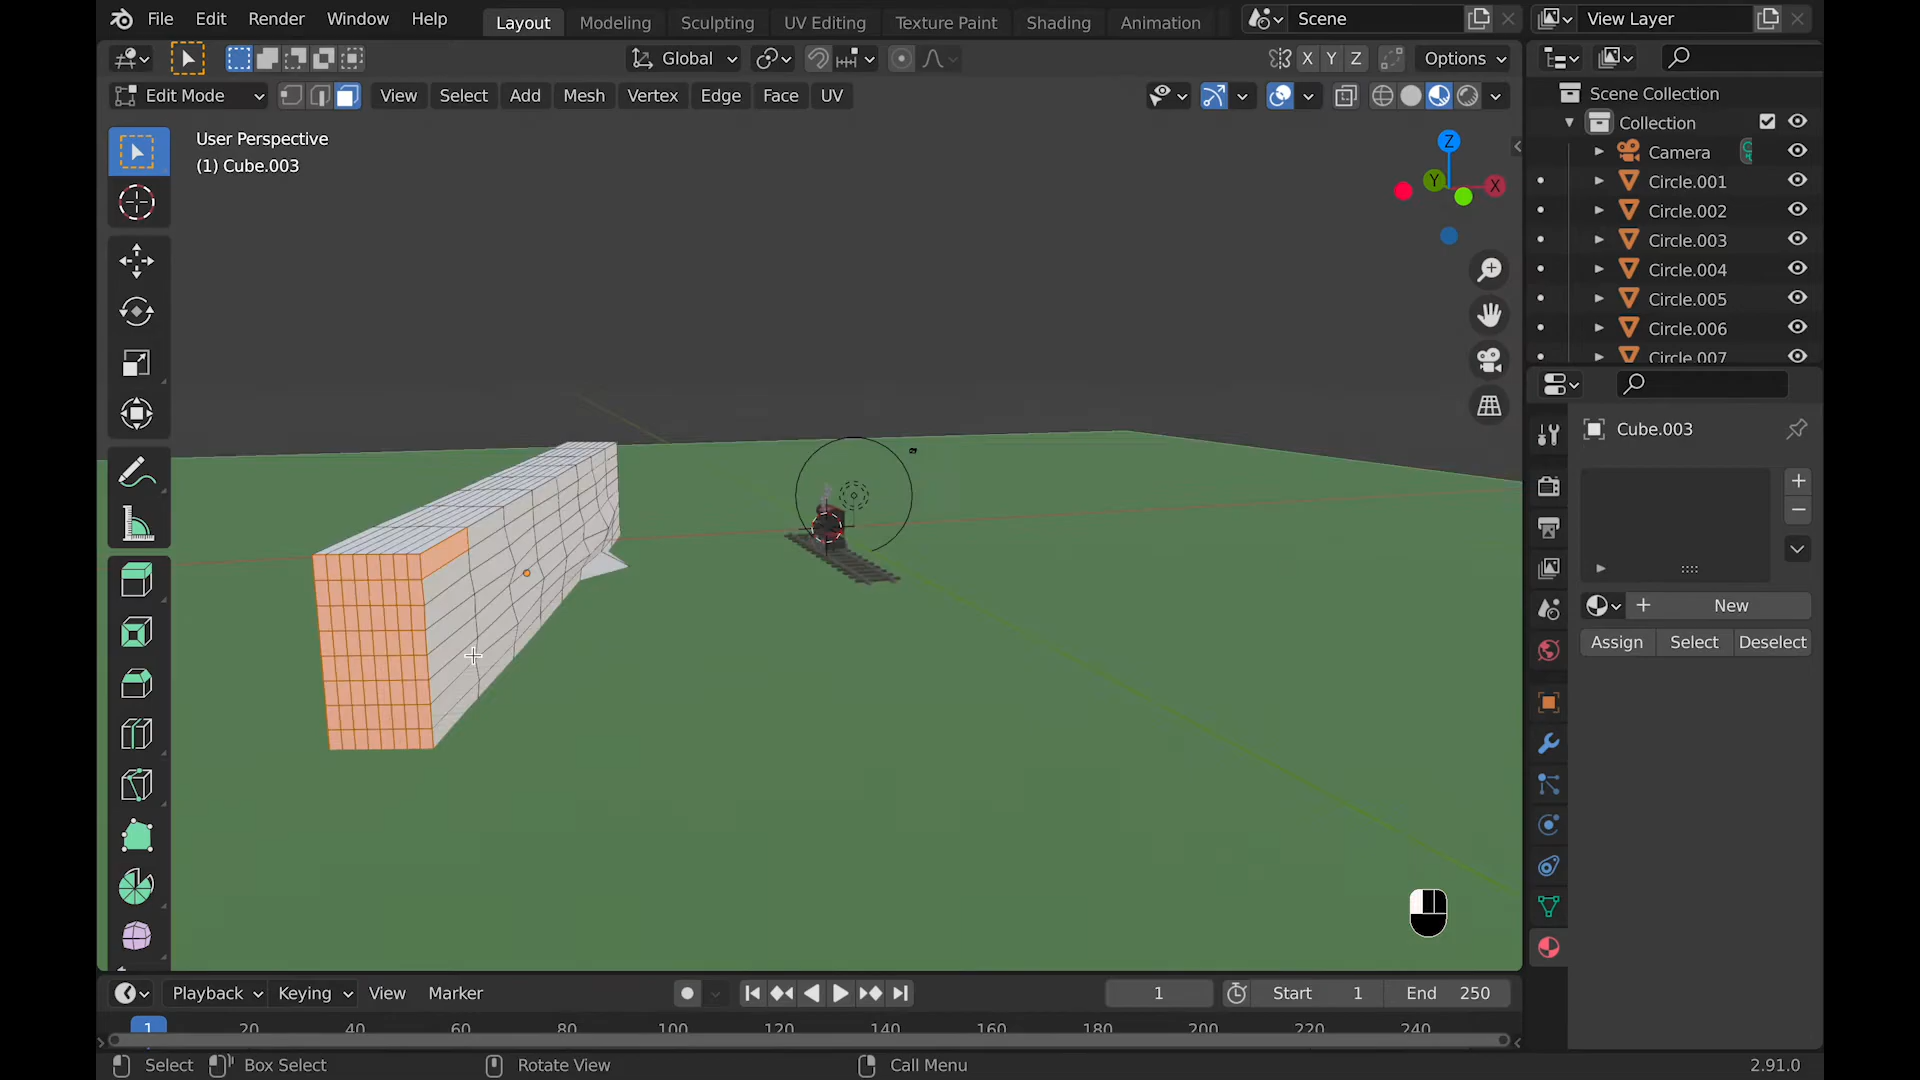 File Edit Render Window Help Layout Modeling Sculpting UV Editing Texture Paint Shading Animation Scene View Layer
Global X Y Z Options
Edit Mode View Select Add Mesh Vertex Edge Face UV
User Perspective
(1) Cube.003
Z
Y X
Scene Collection
Collection
Camera
Circle.001
Circle.002
Circle.003
Circle.004
Circle.005
Circle.006
Circle.007
Cube.003
New
Assign Select Deselect
Playback Keying View Marker 1 Start 1 End 250
1 20 40 60 80 100 120 140 160 180 200 220 240
Select Box Select Rotate View Call Menu 2.91.0